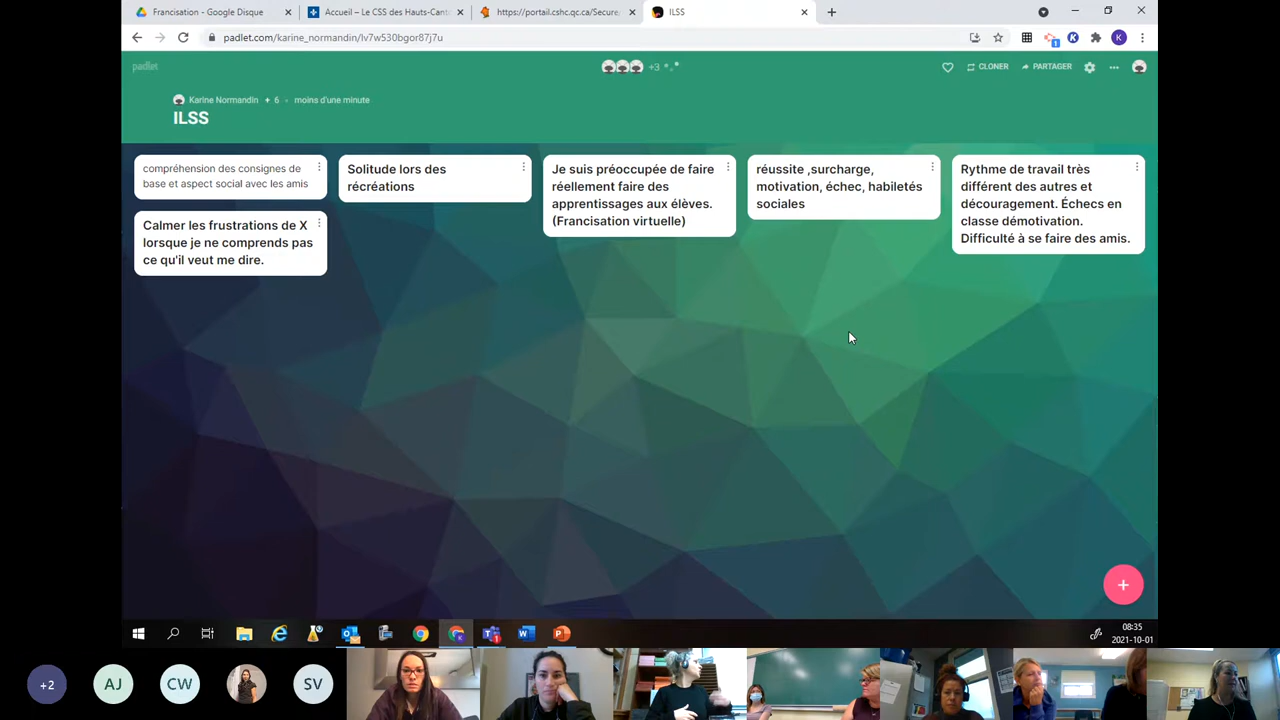 Francisation - Google Disque
Accueil – Le CSS des Hauts-Cant
https://portail.cshc.qc.ca/Secure
ILSS
padlet.com/karine_normandin/lv7w530bgor87j7u
K
K
1
padlet
+3
CLONER
PARTAGER
Karine Normandin + 6 • moins d'une minute
ILSS
compréhension des consignes de
base et aspect social avec les amis
Calmer les frustrations de X
lorsque je ne comprends pas
ce qu'il veut me dire.
Solitude lors des
récréations
Je suis préoccupée de faire
réellement faire des
apprentissages aux élèves.
(Francisation virtuelle)
réussite ,surcharge,
motivation, échec, habiletés
sociales
Rythme de travail très
différent des autres et
découragement. Échecs en
classe démotivation.
Difficulté à se faire des amis.
+
08:35
2021-10-01
+2
AJ
CW
SV